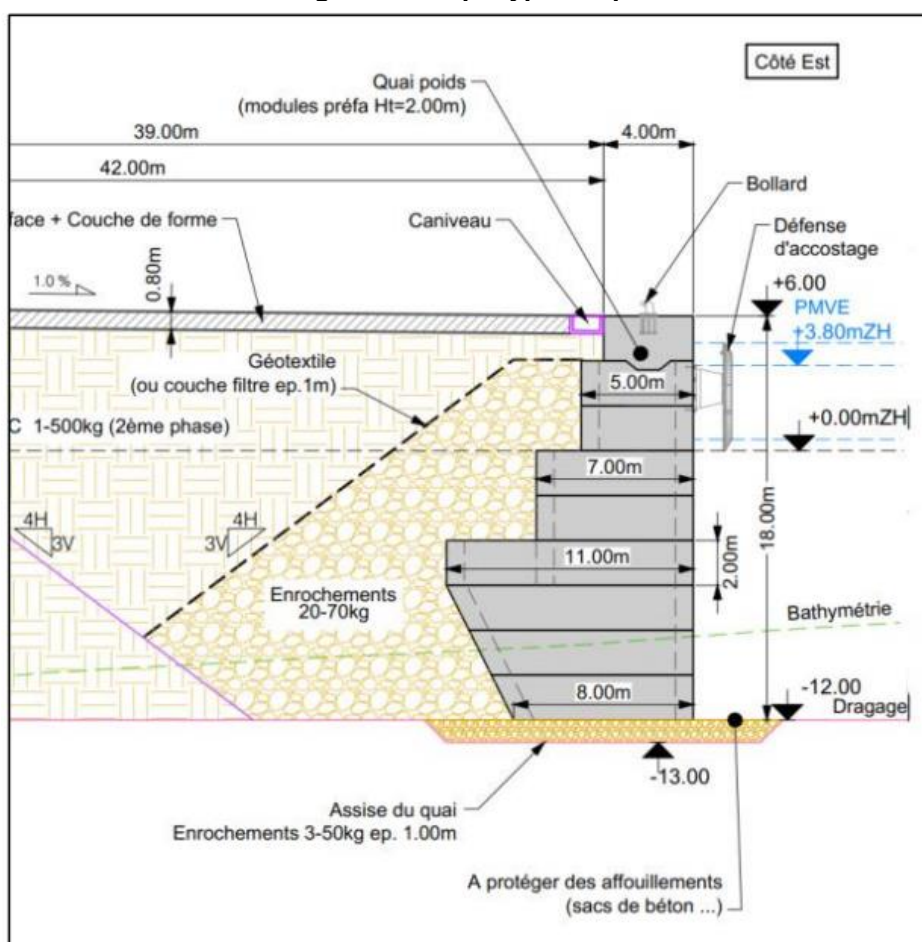 Côté Est
Quai poids
(modules préfa Ht=2.00m)
39.00m
4.00m
42.00m
Bollard
face + Couche de forme
Caniveau
Défense
d'accostage
1.0 %
0.80m
+6.00
PMVE
+3.80mZH
Géotextile
(ou couche filtre ep.1m)
5.00m
C 1-500kg (2ème phase)
+0.00mZH
7.00m
18.00m
4H
3V
4H
3V
11.00m
2.00m
Enrochements
20-70kg
Bathymétrie
8.00m
-12.00
Dragage
-13.00
Assise du quai
Enrochements 3-50kg ep. 1.00m
A protéger des affouillements
(sacs de béton ...)